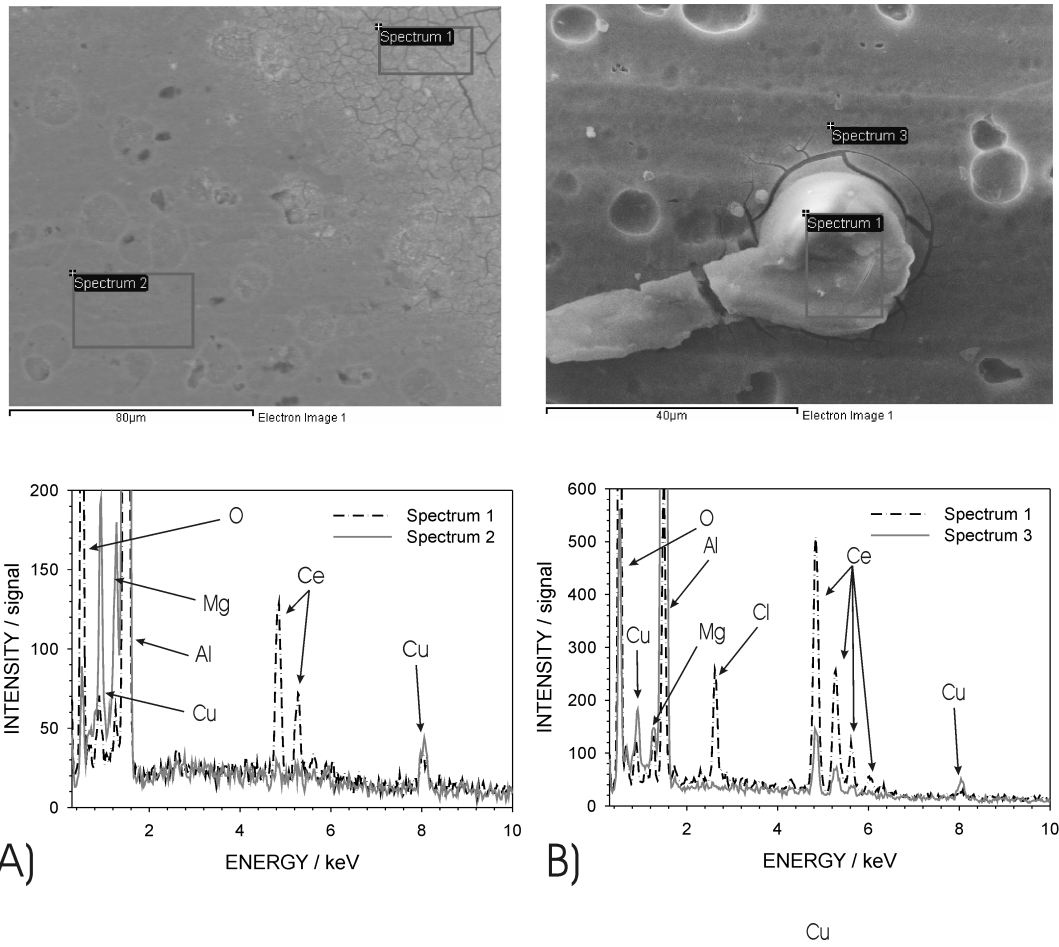 Spectrum 1
Spectrum 2
80µm Electron Image 1
Spectrum 3
Spectrum 1
40µm Electron Image 1
200
150
100
50
0
INTENSITY / signal
O
Mg
Al
Cu
Ce
Cu
Spectrum 1
Spectrum 2
2 4 6 8 10
ENERGY / keV
A)
600
500
400
300
200
100
0
INTENSITY / signal
O
Al
Cu
Mg
Cl
Ce
Cu
Spectrum 1
Spectrum 3
2 4 6 8 10
ENERGY / keV
B)
Cu